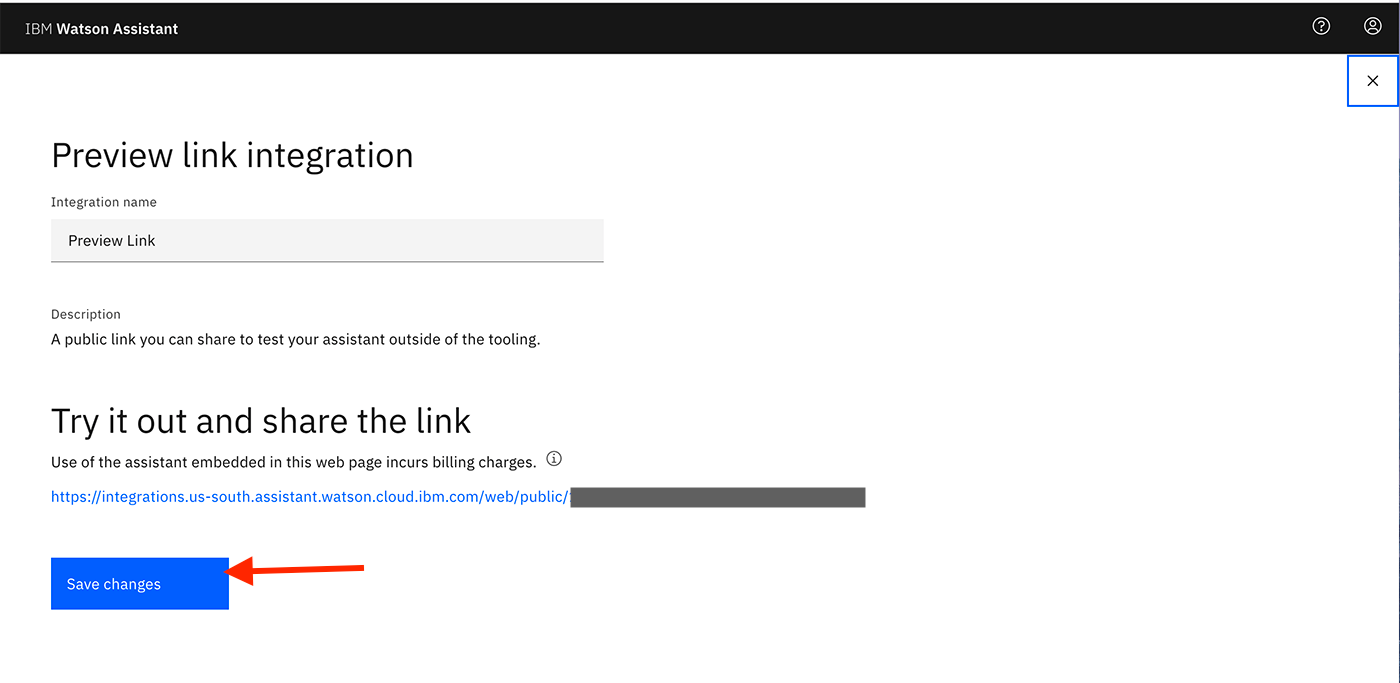 IBM Watson Assistant
Preview link integration
Integration name
Preview Link
Description
A public link you can share to test your assistant outside of the tooling.
Try it out and share the link
Use of the assistant embedded in this web page incurs billing charges.
https://integrations.us-south.assistant.watson.cloud.ibm.com/web/public/
Save changes